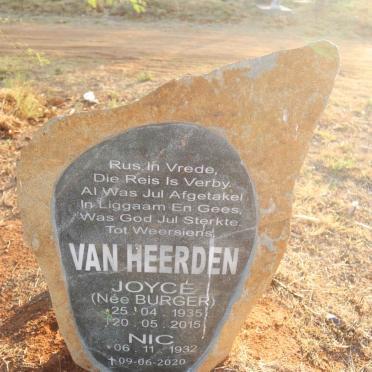 Rus In Vrede,
Die Reis Is Verby.
Al Was Jul Afgetakel
In Liggaam En Gees,
Was God Jul Sterkte.
Tot Weersiens.
VAN HEERDEN
JOYCE
(Née BURGER)
* 25 04 1935
† 20 05 2015
NIC
* 06 11 1932
† 09-06-2020